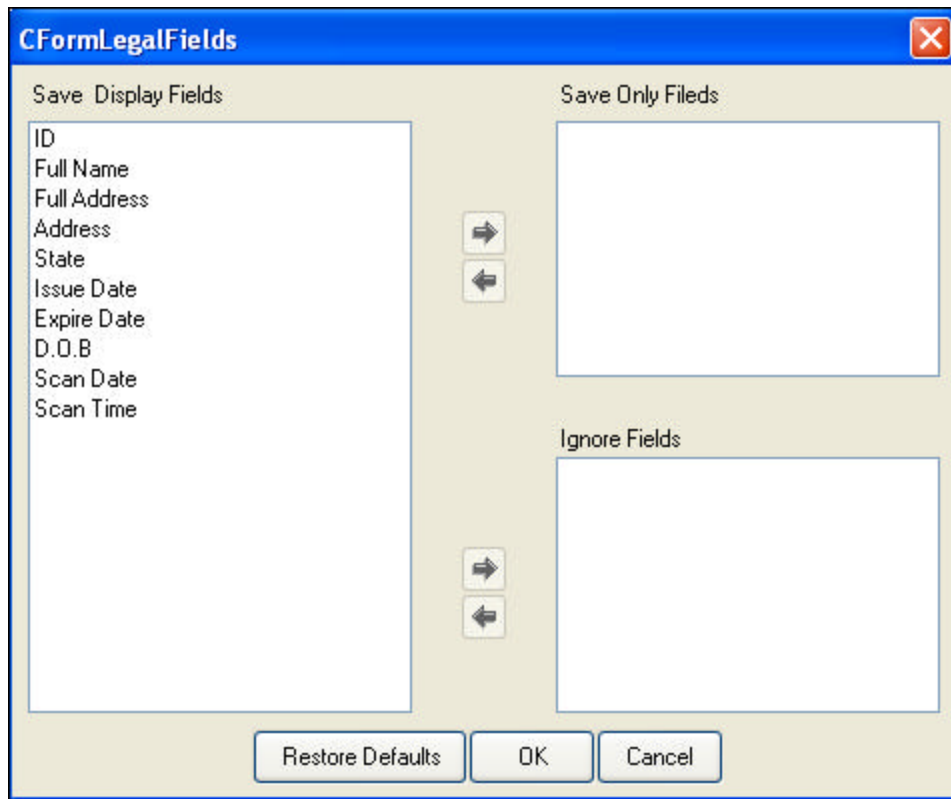 CFormLegalFields
Save Display Fields
ID
Full Name
Full Address
Address
State
Issue Date
Expire Date
D.O.B
Scan Date
Scan Time
Save Only Fileds
Ignore Fields
Restore Defaults
OK
Cancel